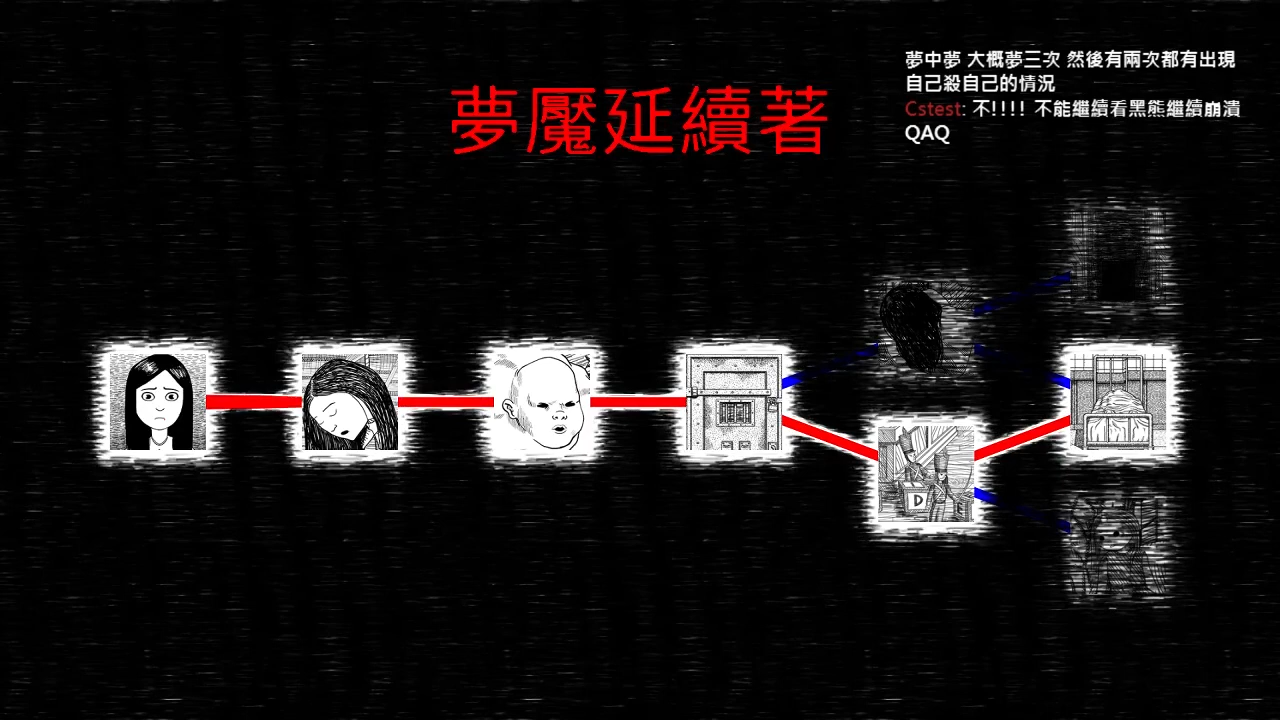 夢中夢 大概夢三次 然後有兩次都有出現
自己殺自己的情況
Cstest: 不!!!! 不能繼續看黑熊繼續崩潰
QAQ
夢魘延續著
D